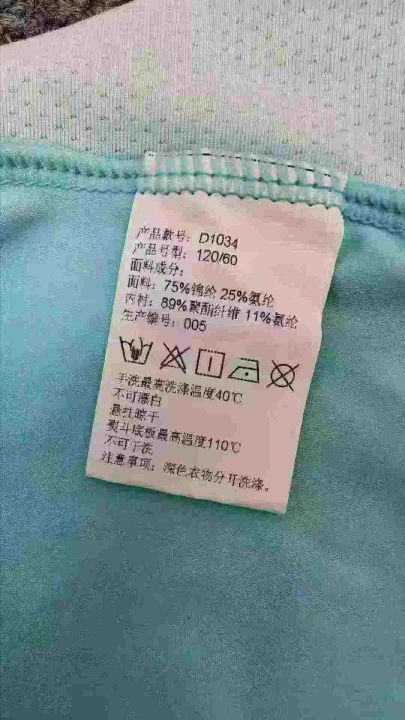 产品款号：D1034
产品号型：120/60
面料成分：
面料：75%锦纶 25%氨纶
内衬：89%聚酯纤维 11%氨纶
生产编号：005
手洗最高洗涤温度40℃
不可漂白
悬挂晾干
熨斗底板最高温度110℃
不可干洗
注意事项：深色衣物分开洗涤。